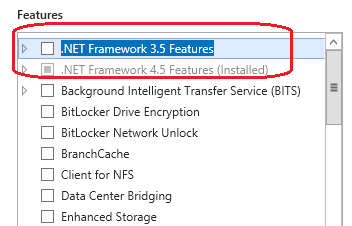 Features
.NET Framework 3.5 Features
.NET Framework 4.5 Features (Installed)
Background Intelligent Transfer Service (BITS)
BitLocker Drive Encryption
BitLocker Network Unlock
BranchCache
Client for NFS
Data Center Bridging
Enhanced Storage